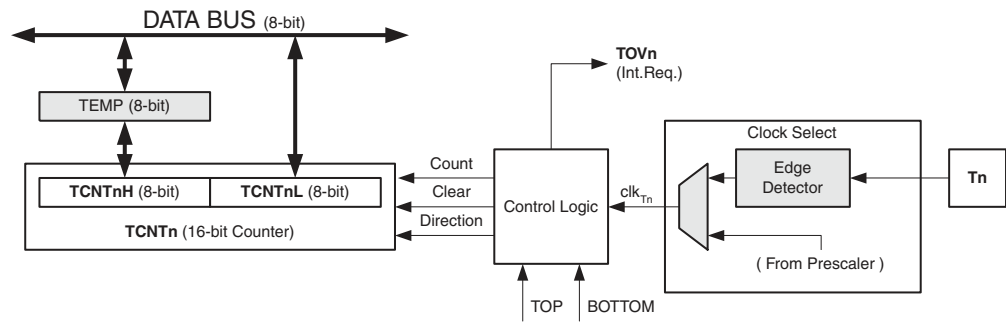 DATA BUS (8-bit)
TOVn
(Int.Req.)
TEMP (8-bit)
Clock Select
Count
Edge
Detector
Tn
TCNTnH (8-bit) TCNTnL (8-bit)
Clear
Control Logic
clkTn
TCNTn (16-bit Counter)
Direction
( From Prescaler )
TOP
BOTTOM